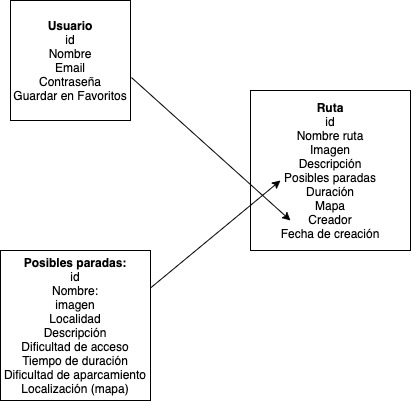 Usuario
id
Nombre
Email
Contraseña
Guardar en Favoritos
Ruta
id
Nombre ruta
Imagen
Descripción
Posibles paradas
Duración
Mapa
Creador
Fecha de creación
Posibles paradas:
id
Nombre:
imagen
Localidad
Descripción
Dificultad de acceso
Tiempo de duración
Dificultad de aparcamiento
Localización (mapa)